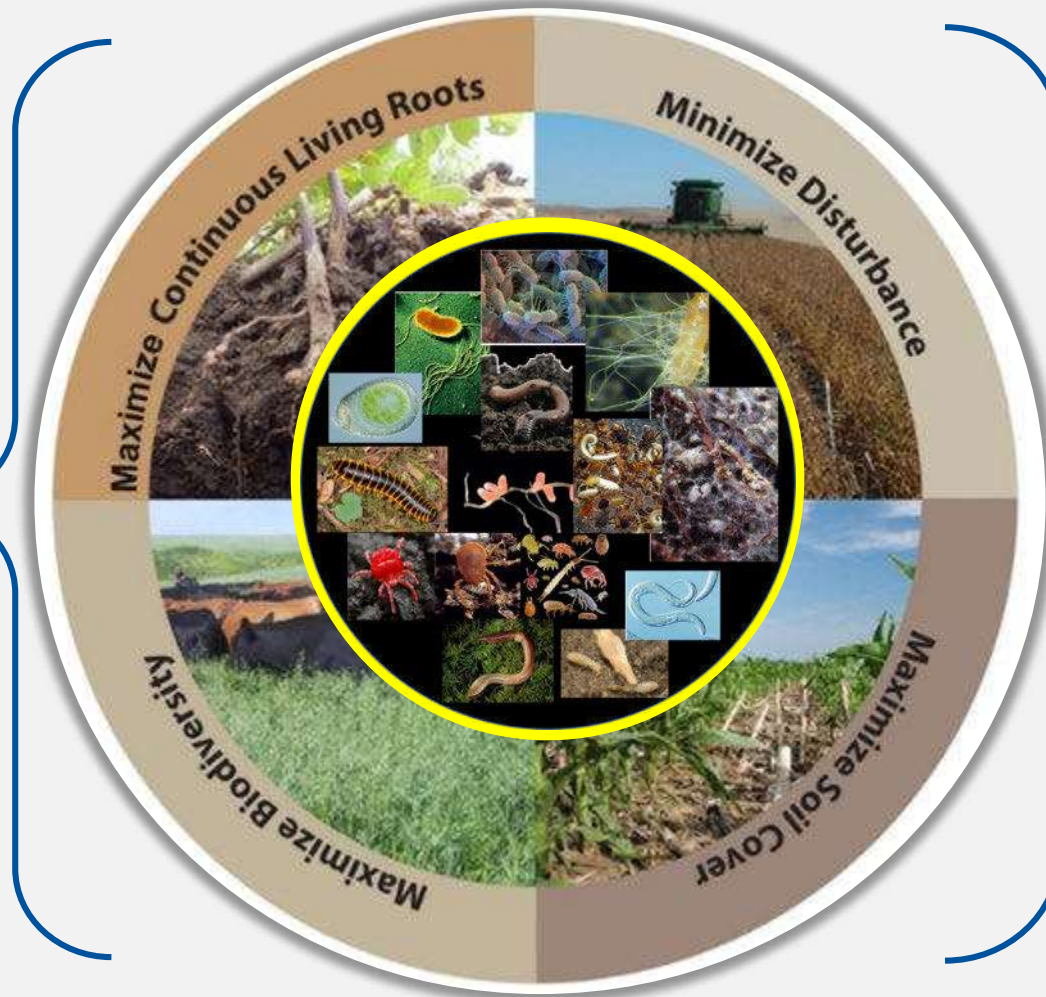 Maximize Continuous Living Roots
Minimize Disturbance
Maximize Biodiversity
Maximize Soil Cover